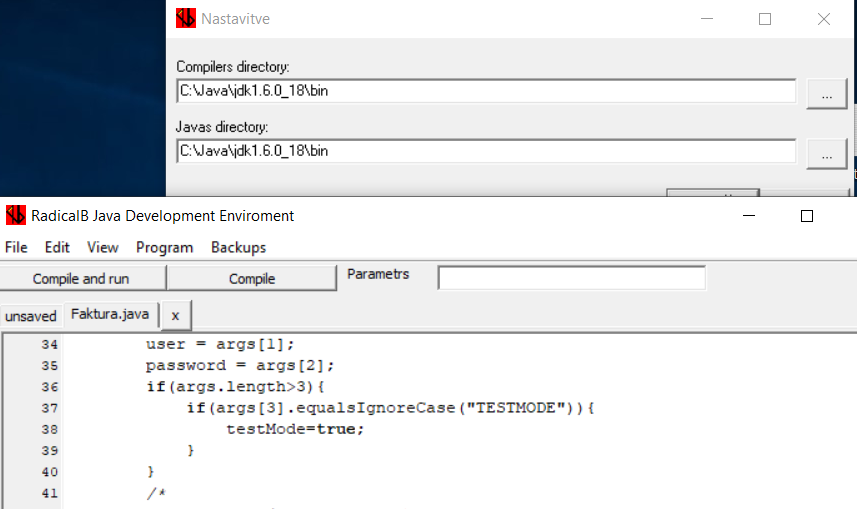 Nastavitve
Compilers directory:
C:\Java\jdk1.6.0_18\bin
...
Javas directory:
C:\Java\jdk1.6.0_18\bin
...
RadicalB Java Development Enviroment
File Edit View Program Backups
Compile and run Compile Parametrs
unsaved Faktura.java x
34 user = args[1];
35 password = args[2];
36 if(args.length>3){
37 if(args[3].equalsIgnoreCase("TESTMODE")){
38 testMode=true;
39 }
40 }
41 /*